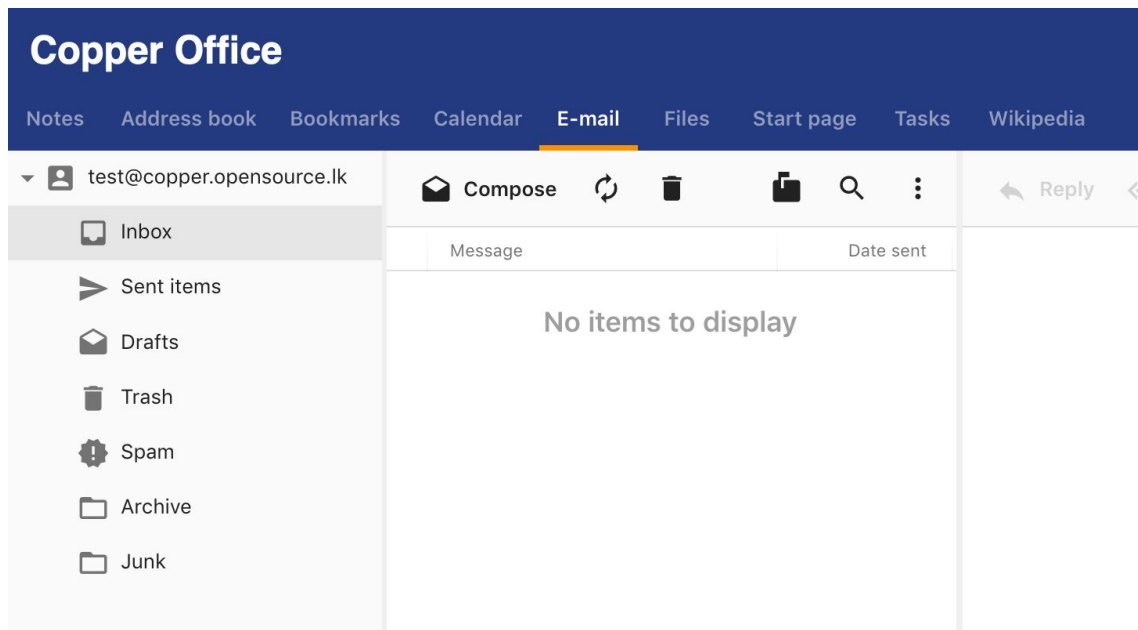 Copper Office
Notes Address book Bookmarks Calendar E-mail Files Start page Tasks Wikipedia
test@copper.opensource.lk
Compose
Reply
Inbox
Message Date sent
Sent items
No items to display
Drafts
Trash
Spam
Archive
Junk